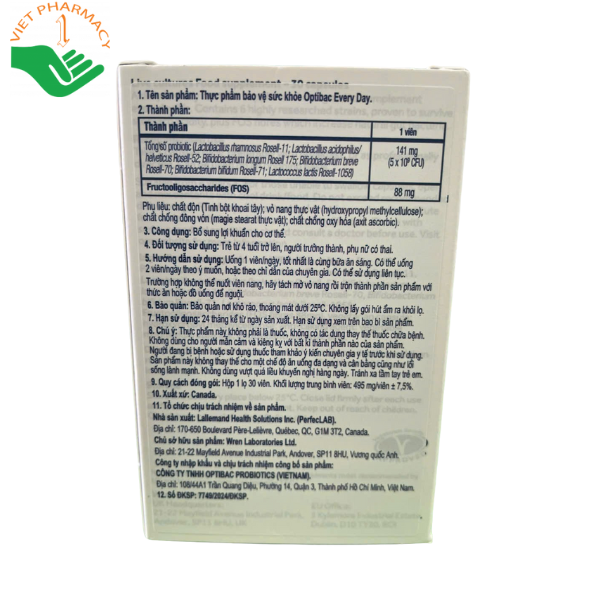 VIET PHARMACY
1
Live cultures Food supplement - 30 capsules
1. Tên sản phẩm: Thực phẩm bảo vệ sức khỏe Optibac Every Day.
2. Thành phần:
Thành phần 1 viên
Tổng số probiotic (Lactobacillus rhamnosus Rosell-11; Lactobacillus acidophilus/ 141 mg
helveticus Rosell-52; Bifidobacterium longum Rosell 175; Bifidobacterium breve (5 x 10⁹ CFU)
Rosell-70; Bifidobacterium bifidum Rosell-71; Lactococcus lactis Rosell-1058)
Fructooligosaccharides (FOS) 88 mg
Phụ liệu: chất độn (Tinh bột khoai tây); vỏ nang thực vật (hydroxypropyl methylcellulose);
chất chống đông vón (magie stearat thực vật); chất chống oxy hóa (axit ascorbic).
3. Công dụng: Bổ sung lợi khuẩn cho cơ thể.
4. Đối tượng sử dụng: Trẻ từ 4 tuổi trở lên, người trưởng thành, phụ nữ có thai.
5. Hướng dẫn sử dụng: Uống 1 viên/ngày, tốt nhất là cùng bữa ăn sáng. Có thể uống
2 viên/ngày theo ý muốn, hoặc theo chỉ dẫn của chuyên gia. Có thể sử dụng liên tục.
Trường hợp không thể nuốt viên nang, hãy tách mở vỏ nang rồi trộn thành phần sản phẩm với
thức ăn hoặc đồ uống để nguội.
6. Bảo quản: Bảo quản nơi khô ráo, thoáng mát dưới 25ºC. Không lấy gói hút ẩm ra khỏi lọ.
7. Hạn sử dụng: 24 tháng kể từ ngày sản xuất. Hạn sử dụng xem trên bao bì sản phẩm.
8. Chú ý: Thực phẩm này không phải là thuốc, không có tác dụng thay thế thuốc chữa bệnh.
Không dùng cho người mẫn cảm và kiêng kỵ với bất kì thành phần nào của sản phẩm.
Người đang bị bệnh hoặc sử dụng thuốc tham khảo ý kiến chuyên gia y tế trước khi sử dụng.
Sản phẩm này không thay thế cho một chế độ ăn uống đa dạng và cân bằng cũng như lối
sống lành mạnh. Không dùng vượt quá liều khuyến nghị hàng ngày. Tránh xa tầm tay trẻ em.
9. Quy cách đóng gói: Hộp 1 lọ 30 viên. Khối lượng trung bình viên: 495 mg/viên ± 7,5%.
10. Xuất xứ: Canada.
11. Tổ chức chịu trách nhiệm về sản phẩm.
Nhà sản xuất: Lallemand Health Solutions Inc. (PerfecLAB).
Địa chỉ: 170-650 Boulevard Père-Lelièvre, Québec, QC, G1M 3T2, Canada.
Chủ sở hữu sản phẩm: Wren Laboratories Ltd.
Địa chỉ: 21-22 Mayfield Avenue Industrial Park, Andover, SP11 8HU, Vương quốc Anh.
Công ty nhập khẩu và chịu trách nhiệm công bố sản phẩm:
CÔNG TY TNHH OPTIBAC PROBIOTICS (VIETNAM).
Địa chỉ: 108/44A1 Trần Quang Diệu, Phường 14, Quận 3, Thành phố Hồ Chí Minh, Việt Nam.
12. Số ĐKSP: 7746/2024/ĐKSP.